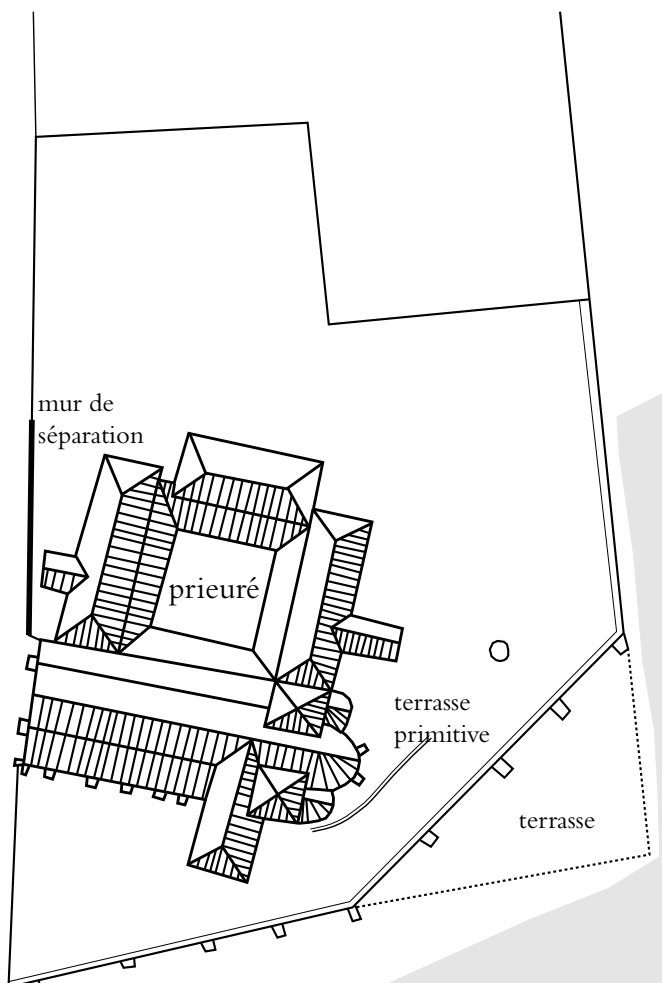 mur de
séparation
prieuré
terrasse
primitive
terrasse